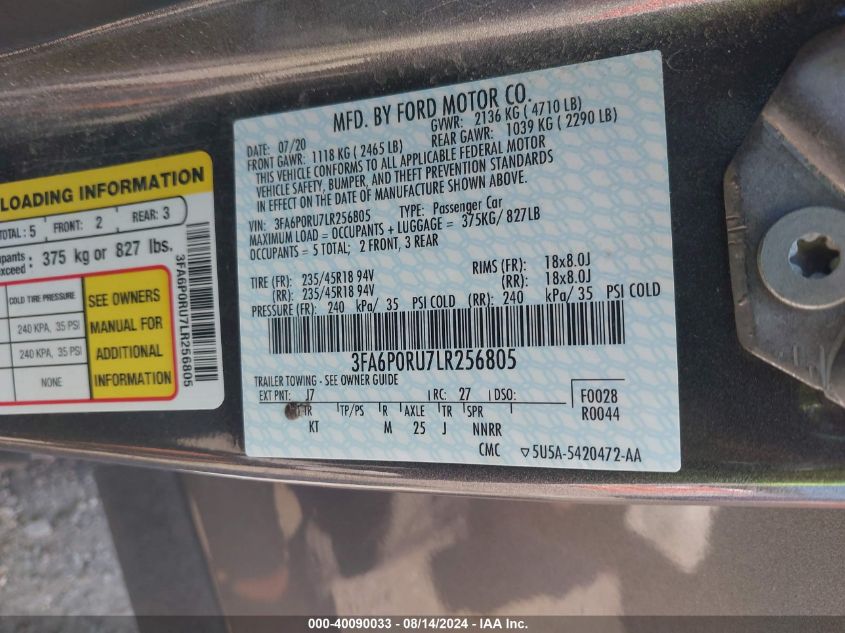 LOADING INFORMATION
TOTAL: 5 FRONT: 2 REAR: 3
375 kg or 827 lbs.
COLD TIRE PRESSURE
240 KPA, 35 PSI
240 KPA, 35 PSI
NONE
SEE OWNERS
MANUAL FOR
ADDITIONAL
INFORMATION
3FA6P0RU7LR256805
MFD. BY FORD MOTOR CO.
DATE: 07/20 GVWR: 2136 KG ( 4710 LB)
FRONT GAWR: 1118 KG ( 2465 LB) REAR GAWR: 1039 KG ( 2290 LB)
THIS VEHICLE CONFORMS TO ALL APPLICABLE FEDERAL MOTOR
VEHICLE SAFETY, BUMPER, AND THEFT PREVENTION STANDARDS
IN EFFECT ON THE DATE OF MANUFACTURE SHOWN ABOVE.
VIN: 3FA6P0RU7LR256805 TYPE: Passenger Car
MAXIMUM LOAD = OCCUPANTS + LUGGAGE = 375KG/ 827LB
OCCUPANTS = 5 TOTAL; 2 FRONT, 3 REAR
TIRE (FR): 235/45R18 94V RIMS (FR): 18x8.0J
(RR): 235/45R18 94V (RR): 18x8.0J
PRESSURE (FR): 240 kPa/ 35 PSI COLD (RR): 240 kPa/ 35 PSI COLD
3FA6P0RU7LR256805
TRAILER TOWING - SEE OWNER GUIDE
EXT PNT: J7 RC: 27 DSO: F0028
R0044
TR TP/PS R AXLE TR SPR
KT M 25 J NNRR
CMC ▽5U5A-5420472-AA
000-40090033 - 08/14/2024 - IAA Inc.